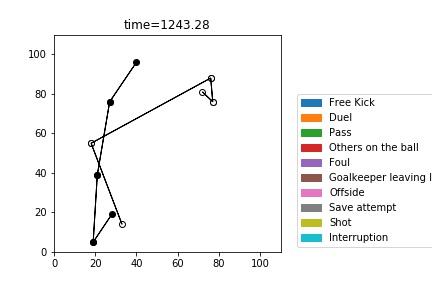 time=1243.28
100
80
60
40
20
0
0 20 40 60 80 100
Free Kick
Duel
Pass
Others on the ball
Foul
Goalkeeper leaving l
Offside
Save attempt
Shot
Interruption